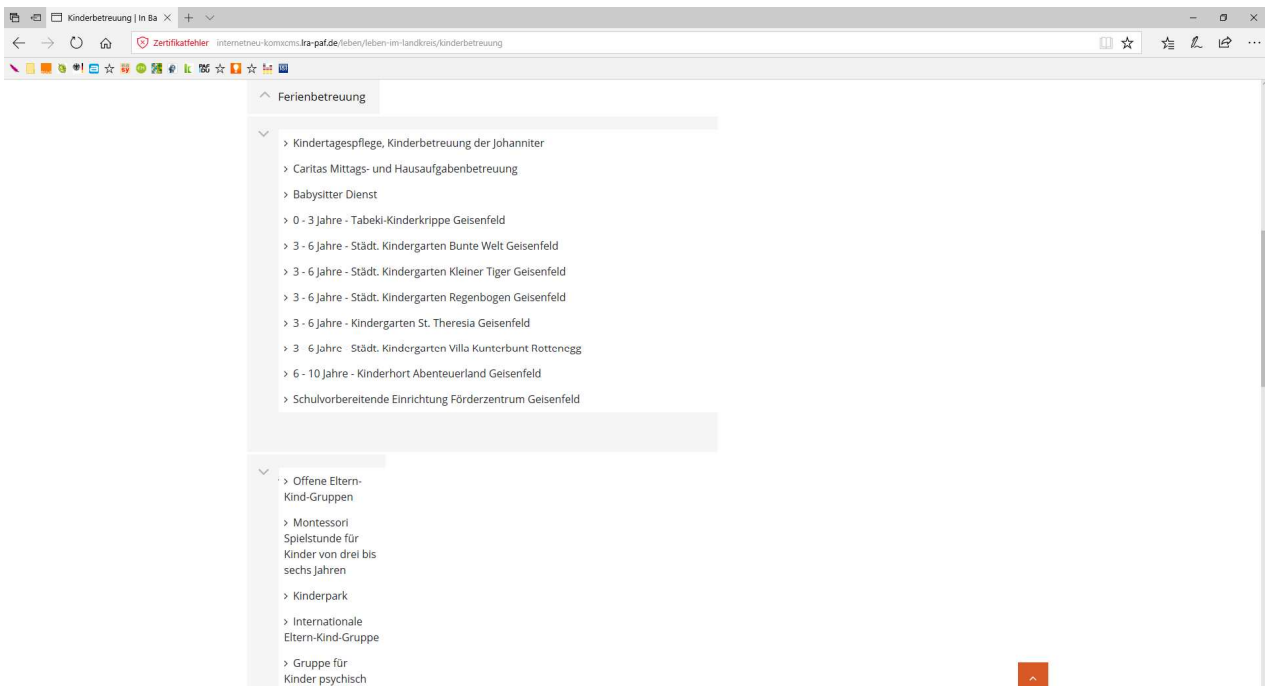 Kinderbetreuung | In Ba
Zertifikatfehler internetneu-komxcms.lra-paf.de/leben/leben-im-landkreis/kinderbetreuung
Ferienbetreuung
> Kindertagespflege, Kinderbetreuung der Johanniter
> Caritas Mittags- und Hausaufgabenbetreuung
> Babysitter Dienst
> 0 - 3 Jahre - Tabeki-Kinderkrippe Geisenfeld
> 3 - 6 Jahre - Städt. Kindergarten Bunte Welt Geisenfeld
> 3 - 6 Jahre - Städt. Kindergarten Kleiner Tiger Geisenfeld
> 3 - 6 Jahre - Städt. Kindergarten Regenbogen Geisenfeld
> 3 - 6 Jahre - Kindergarten St. Theresia Geisenfeld
> 3 - 6 Jahre - Städt. Kindergarten Villa Kunterbunt Rottenegg
> 6 - 10 Jahre - Kinderhort Abenteuerland Geisenfeld
> Schulvorbereitende Einrichtung Förderzentrum Geisenfeld
> Offene Eltern-
Kind-Gruppen
> Montessori
Spielstunde für
Kinder von drei bis
sechs Jahren
> Kinderpark
> Internationale
Eltern-Kind-Gruppe
> Gruppe für
Kinder psychisch